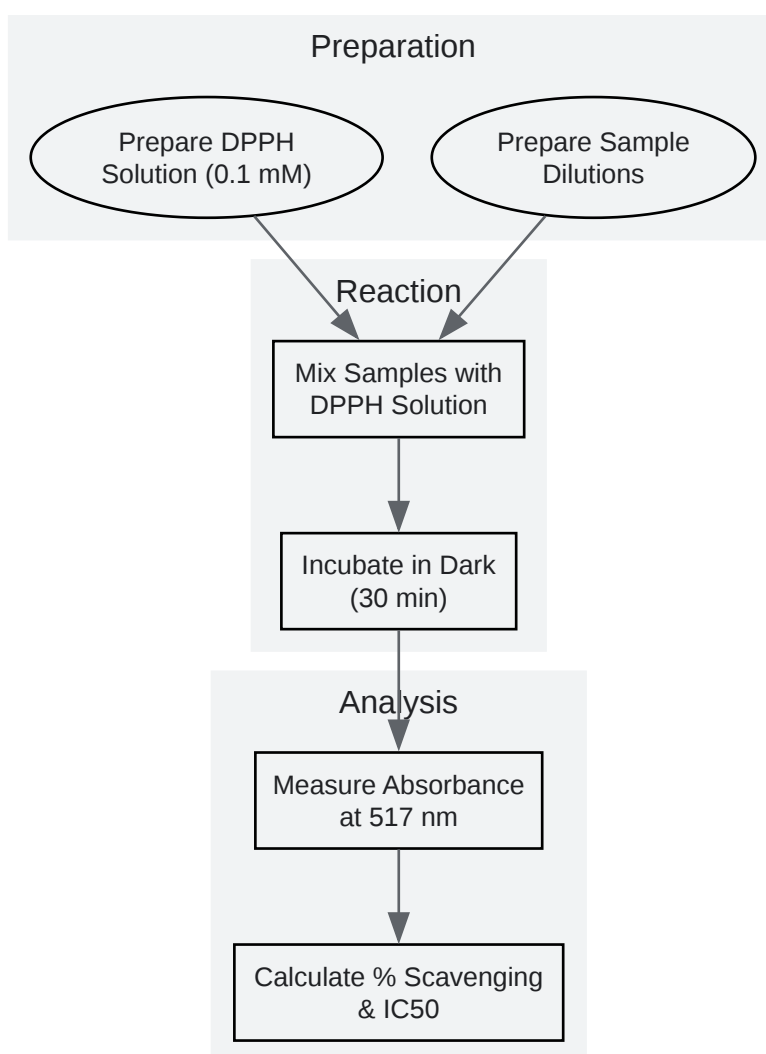 Preparation
Prepare DPPH
Solution (0.1 mM)
Prepare Sample
Dilutions
Reaction
Mix Samples with
DPPH Solution
Incubate in Dark
(30 min)
Analysis
Measure Absorbance
at 517 nm
Calculate % Scavenging
& IC50